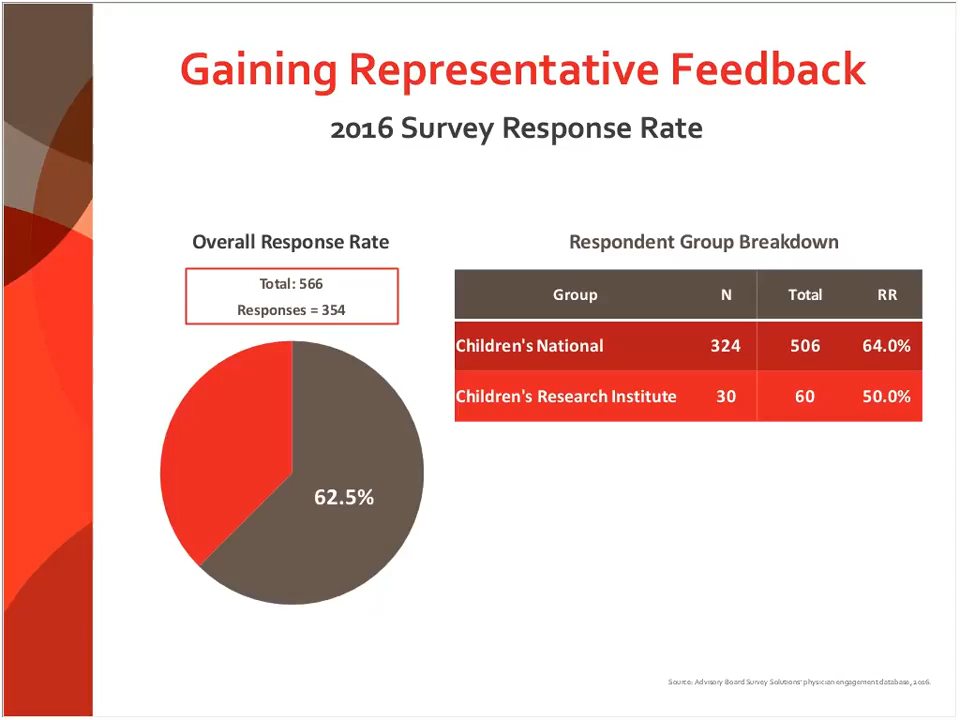 Gaining Representative Feedback
2016 Survey Response Rate
Overall Response Rate
Total: 566
Responses = 354
62.5%
Respondent Group Breakdown
Group N Total RR
Children's National 324 506 64.0%
Children's Research Institute 30 60 50.0%
Source: Advisory Board Survey Solutions' physician engagement database, 2016.